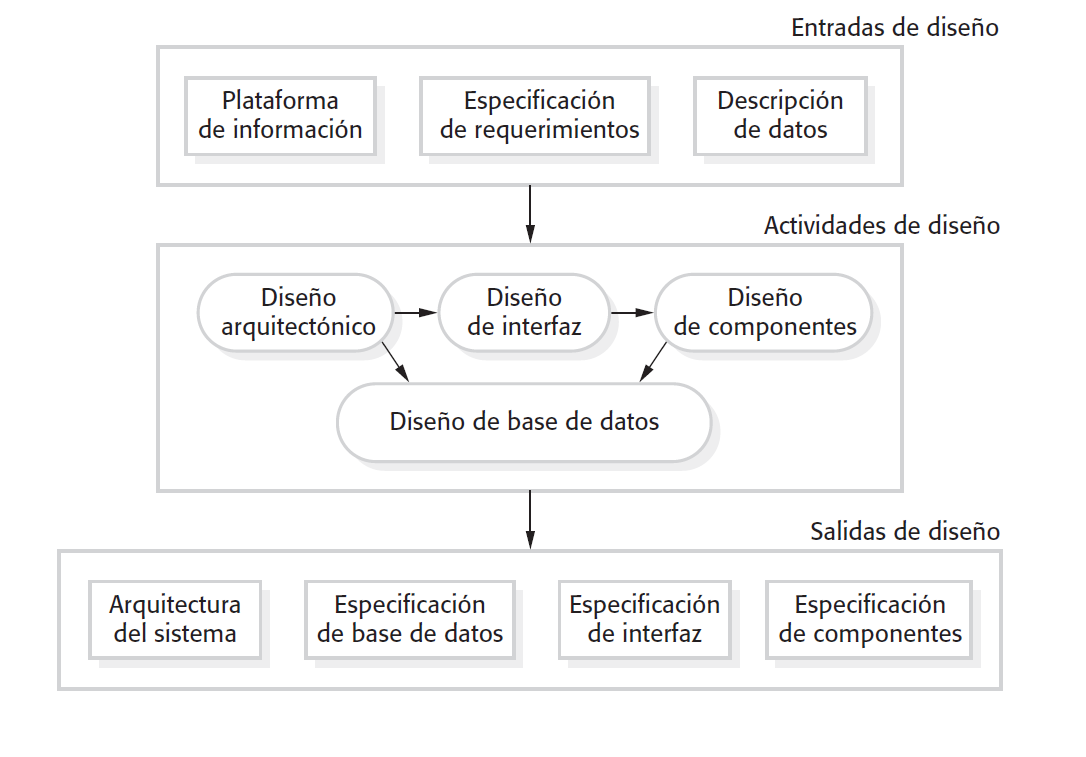 Entradas de diseño
Plataforma
de información
Especificación
de requerimientos
Descripción
de datos
Actividades de diseño
Diseño
arquitectónico
Diseño
de interfaz
Diseño
de componentes
Diseño de base de datos
Salidas de diseño
Arquitectura
del sistema
Especificación
de base de datos
Especificación
de interfaz
Especificación
de componentes